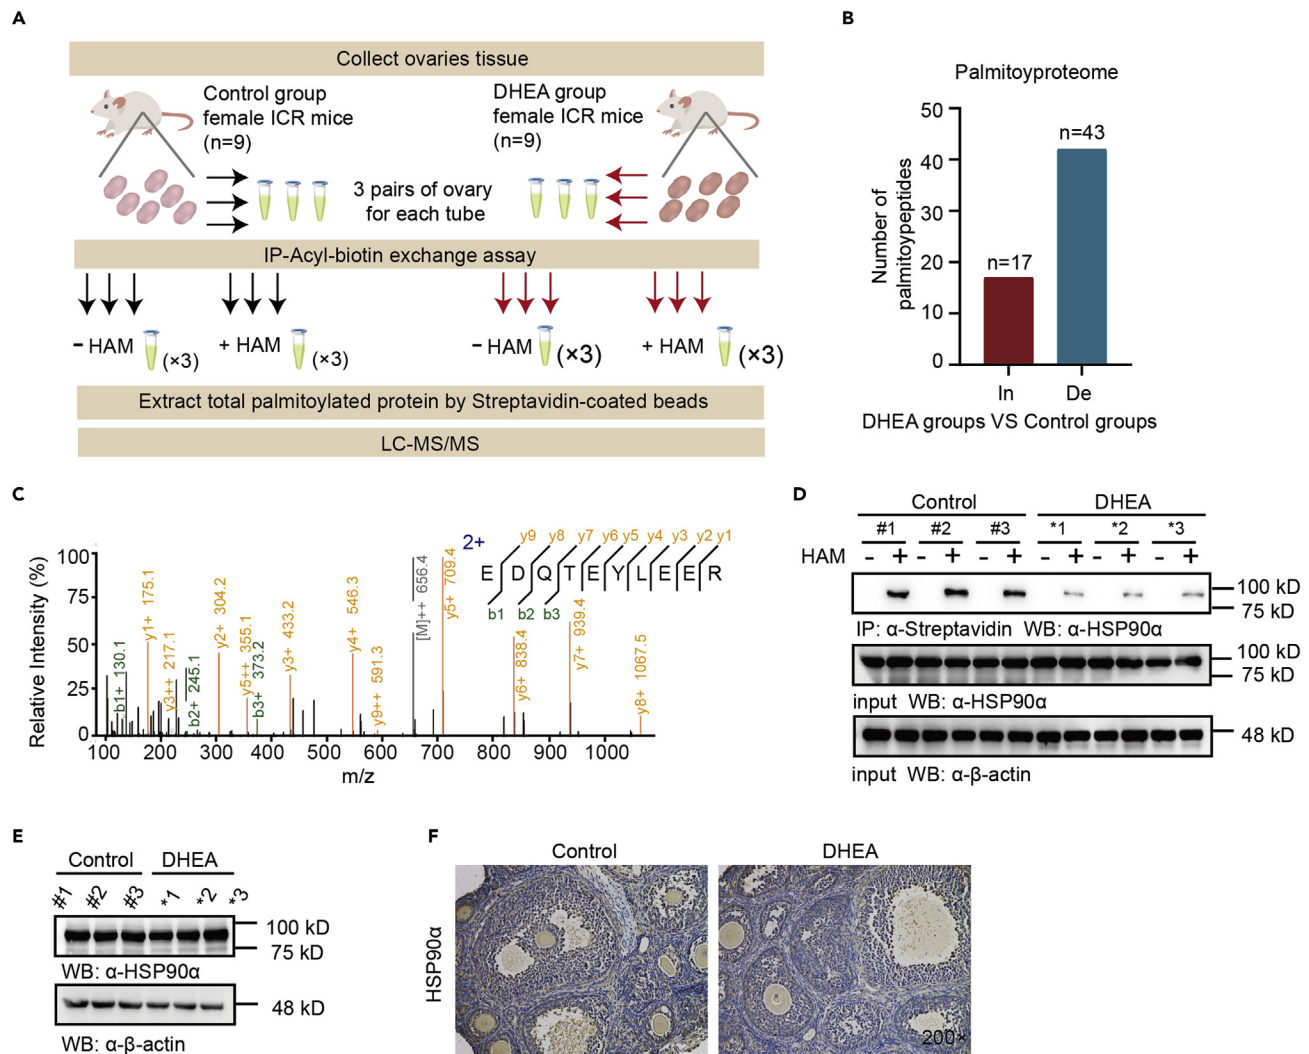 A
Collect ovaries tissue
Control group
female ICR mice
(n=9)
DHEA group
female ICR mice
(n=9)
3 pairs of ovary
for each tube
IP-Acyl-biotin exchange assay
- HAM (×3)
+ HAM (×3)
- HAM (×3)
+ HAM (×3)
Extract total palmitoylated protein by Streptavidin-coated beads
LC-MS/MS
B
Palmitoyproteome
Number of
palmitoypeptides
50
40
30
20
10
0
n=17
n=43
In De
DHEA groups VS Control groups
C
Relative Intensity (%)
100
75
50
25
0
100 200 300 400 500 600 700 800 900 1000
m/z
b1+ 130.1
y1+ 175.1
y3++ 217.1
b2+ 245.1
y2+ 304.2
y5++ 355.1
b3+ 373.2
y3+ 433.2
y4+ 546.3
y9++ 591.3
[M]++ 656.4
y5+ 709.4
y6+ 838.4
y7+ 939.4
y8+ 1067.5
2+
y9 y8 y7 y6 y5 y4 y3 y2 y1
E D Q T E Y L E E R
b1 b2 b3
D
Control DHEA
#1 #2 #3 *1 *2 *3
HAM - + - + - + - + - + - +
100 kD
75 kD
IP: α-Streptavidin WB: α-HSP90α
100 kD
75 kD
input WB: α-HSP90α
48 kD
input WB: α-β-actin
E
Control DHEA
#1 #2 #3 *1 *2 *3
100 kD
75 kD
WB: α-HSP90α
48 kD
WB: α-β-actin
F
Control DHEA
HSP90α
200×